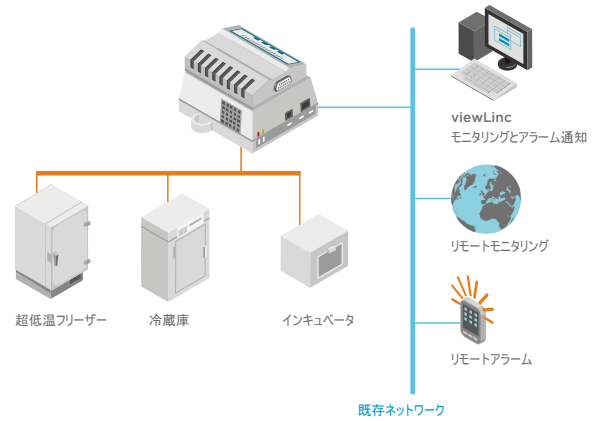 viewLinc
モニタリングとアラーム通知
リモートモニタリング
超低温フリーザー
冷蔵庫
インキュベータ
リモートアラーム
既存ネットワーク